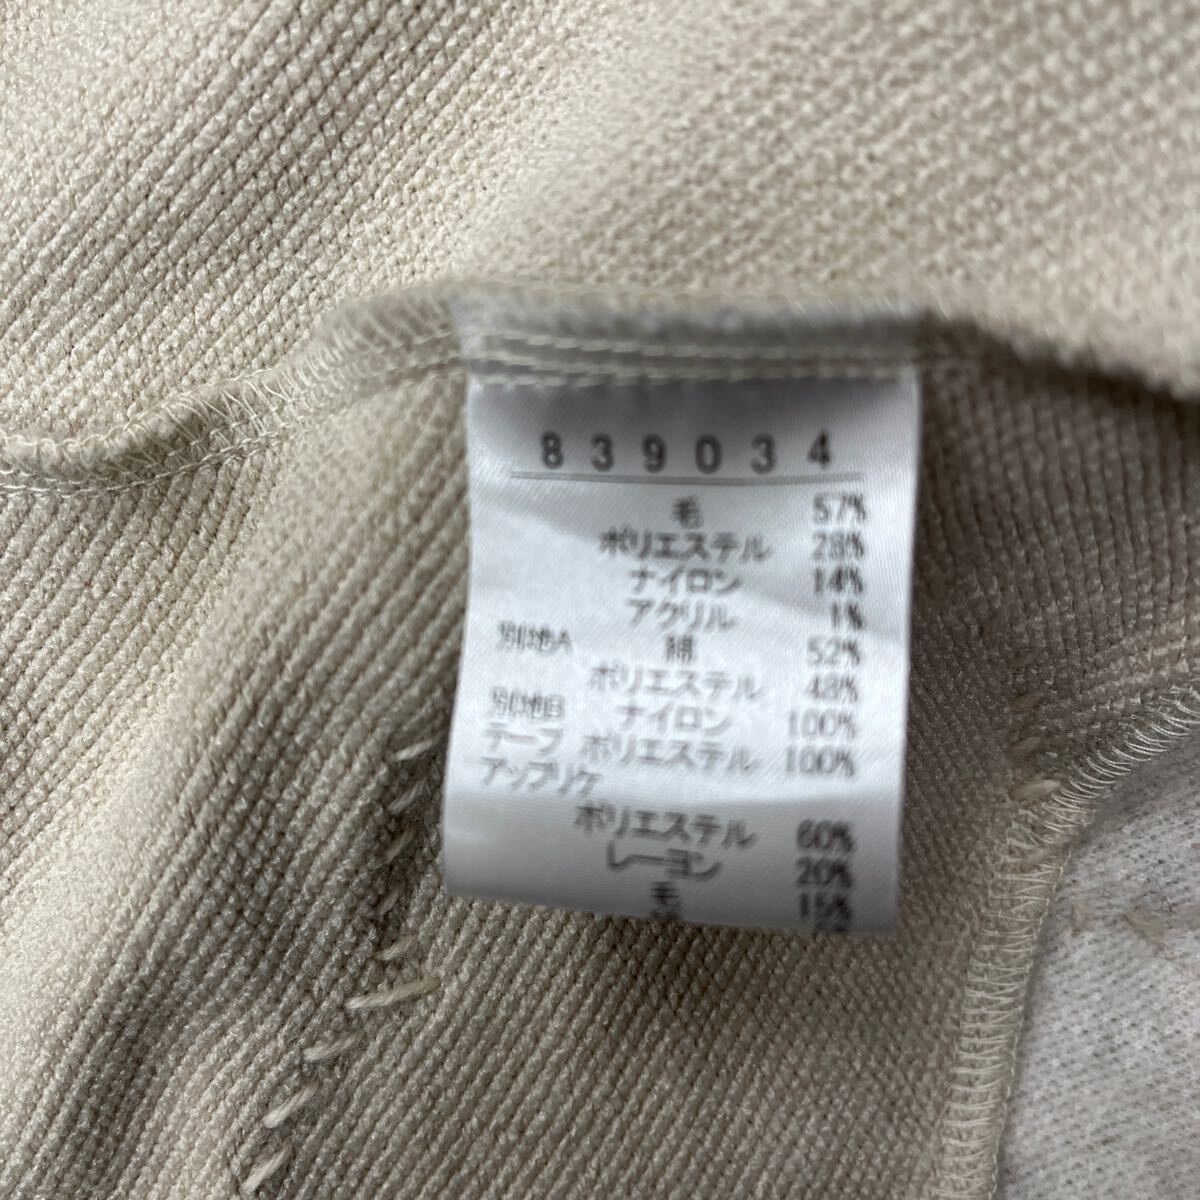 839034
毛 57%
ポリエステル 28%
ナイロン 14%
アクリル 1%
別地A 綿 52%
ポリエステル 48%
別地B ナイロン 100%
テープ ポリエステル 100%
アップリケ
ポリエステル 60%
レーヨン 20%
毛 15%